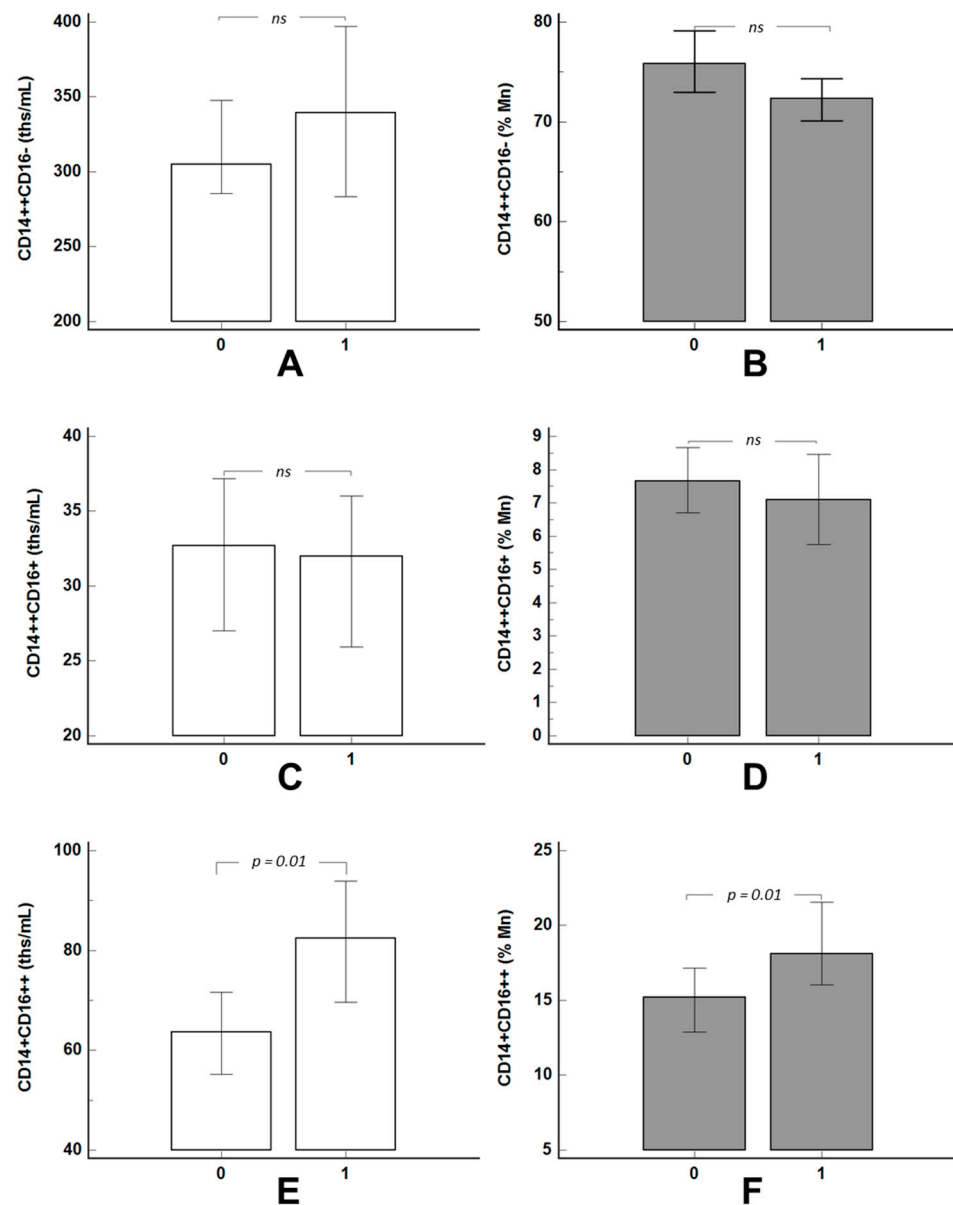 CD14++CD16- (ths/mL)
400
350
300
250
200
ns
0 1
A
CD14++CD16- (% Mn)
80
70
60
50
ns
0 1
B
CD14++CD16+ (ths/mL)
40
35
30
25
20
ns
0 1
C
CD14++CD16+ (% Mn)
9
8
7
6
5
4
3
2
1
0
ns
0 1
D
CD14+CD16++ (ths/mL)
100
80
60
40
p = 0.01
0 1
E
CD14+CD16++ (% Mn)
25
20
15
10
5
p = 0.01
0 1
F